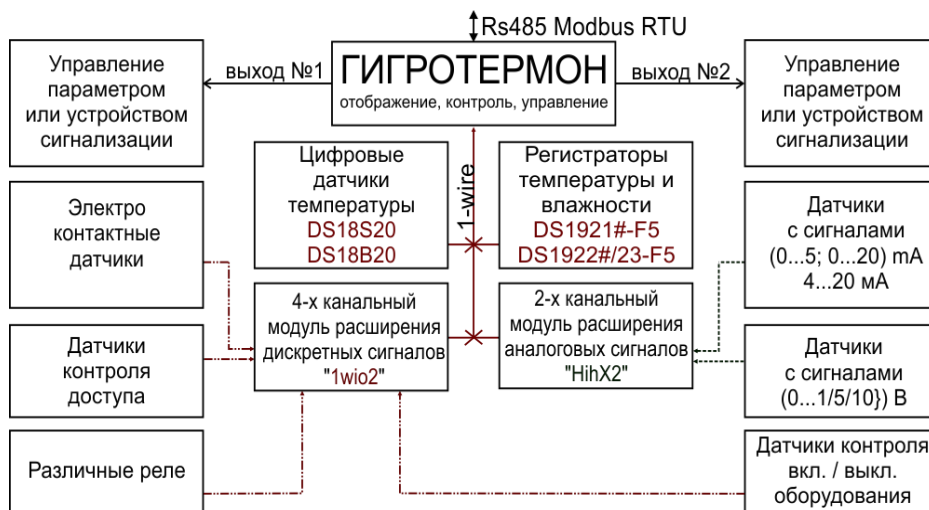 Rs485 Modbus RTU
Управление
параметром
или устройством
сигнализации
выход №1
ГИГРОТЕРМОН
отображение, контроль, управление
выход №2
Управление
параметром
или устройством
сигнализации
Цифровые
датчики
температуры
DS18S20
DS18B20
1-wire
Регистраторы
температуры и
влажности
DS1921#-F5
DS1922#/23-F5
Электро
контактные
датчики
Датчики
с сигналами
(0...5; 0...20) mA
4...20 мА
4-х канальный
модуль расширения
дискретных сигналов
"1wio2"
2-х канальный
модуль расширения
аналоговых сигналов
"HihX2"
Датчики
контроля
доступа
Датчики
с сигналами
(0...1/5/10}) В
Различные реле
Датчики контроля
вкл. / выкл.
оборудования